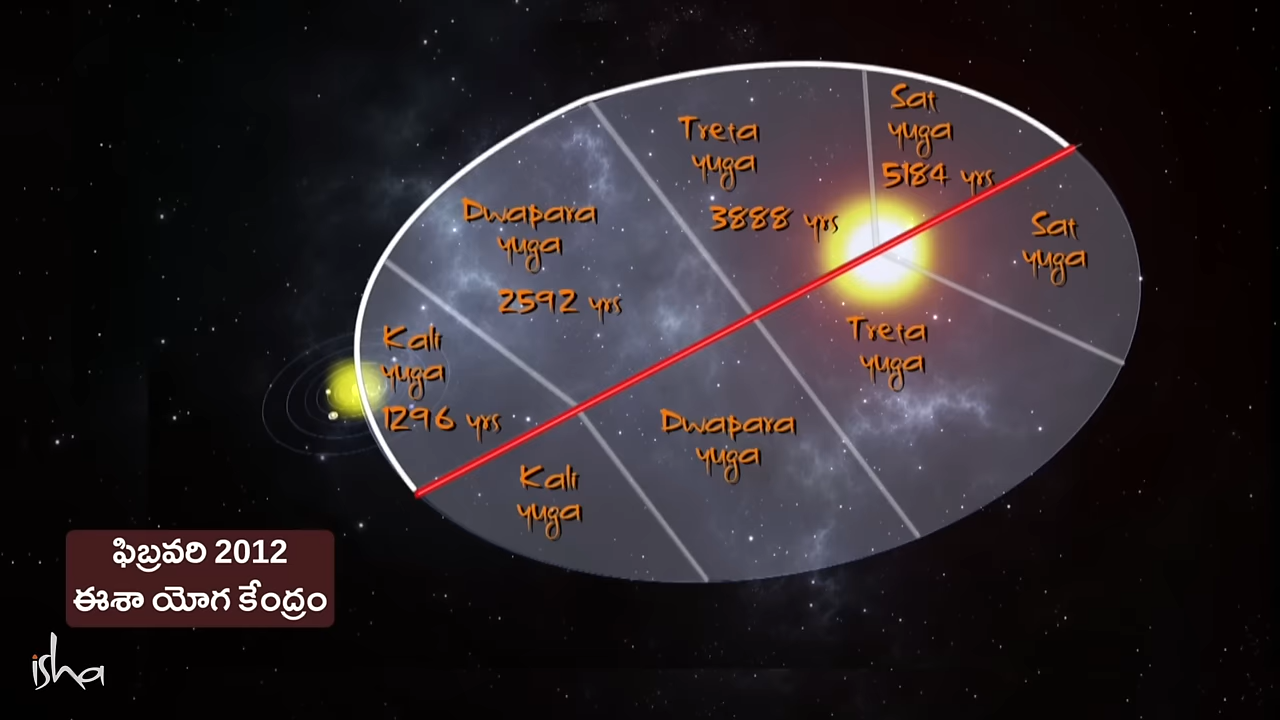 Sat
yuga
5184 yrs
Treta
yuga
3888 yrs
Dwapara
yuga
2592 yrs
Kali
yuga
1296 yrs
Sat
yuga
Treta
yuga
Dwapara
yuga
Kali
yuga
ఫిబ్రవరి 2012
ఈశా యోగ కేంద్రం
isha